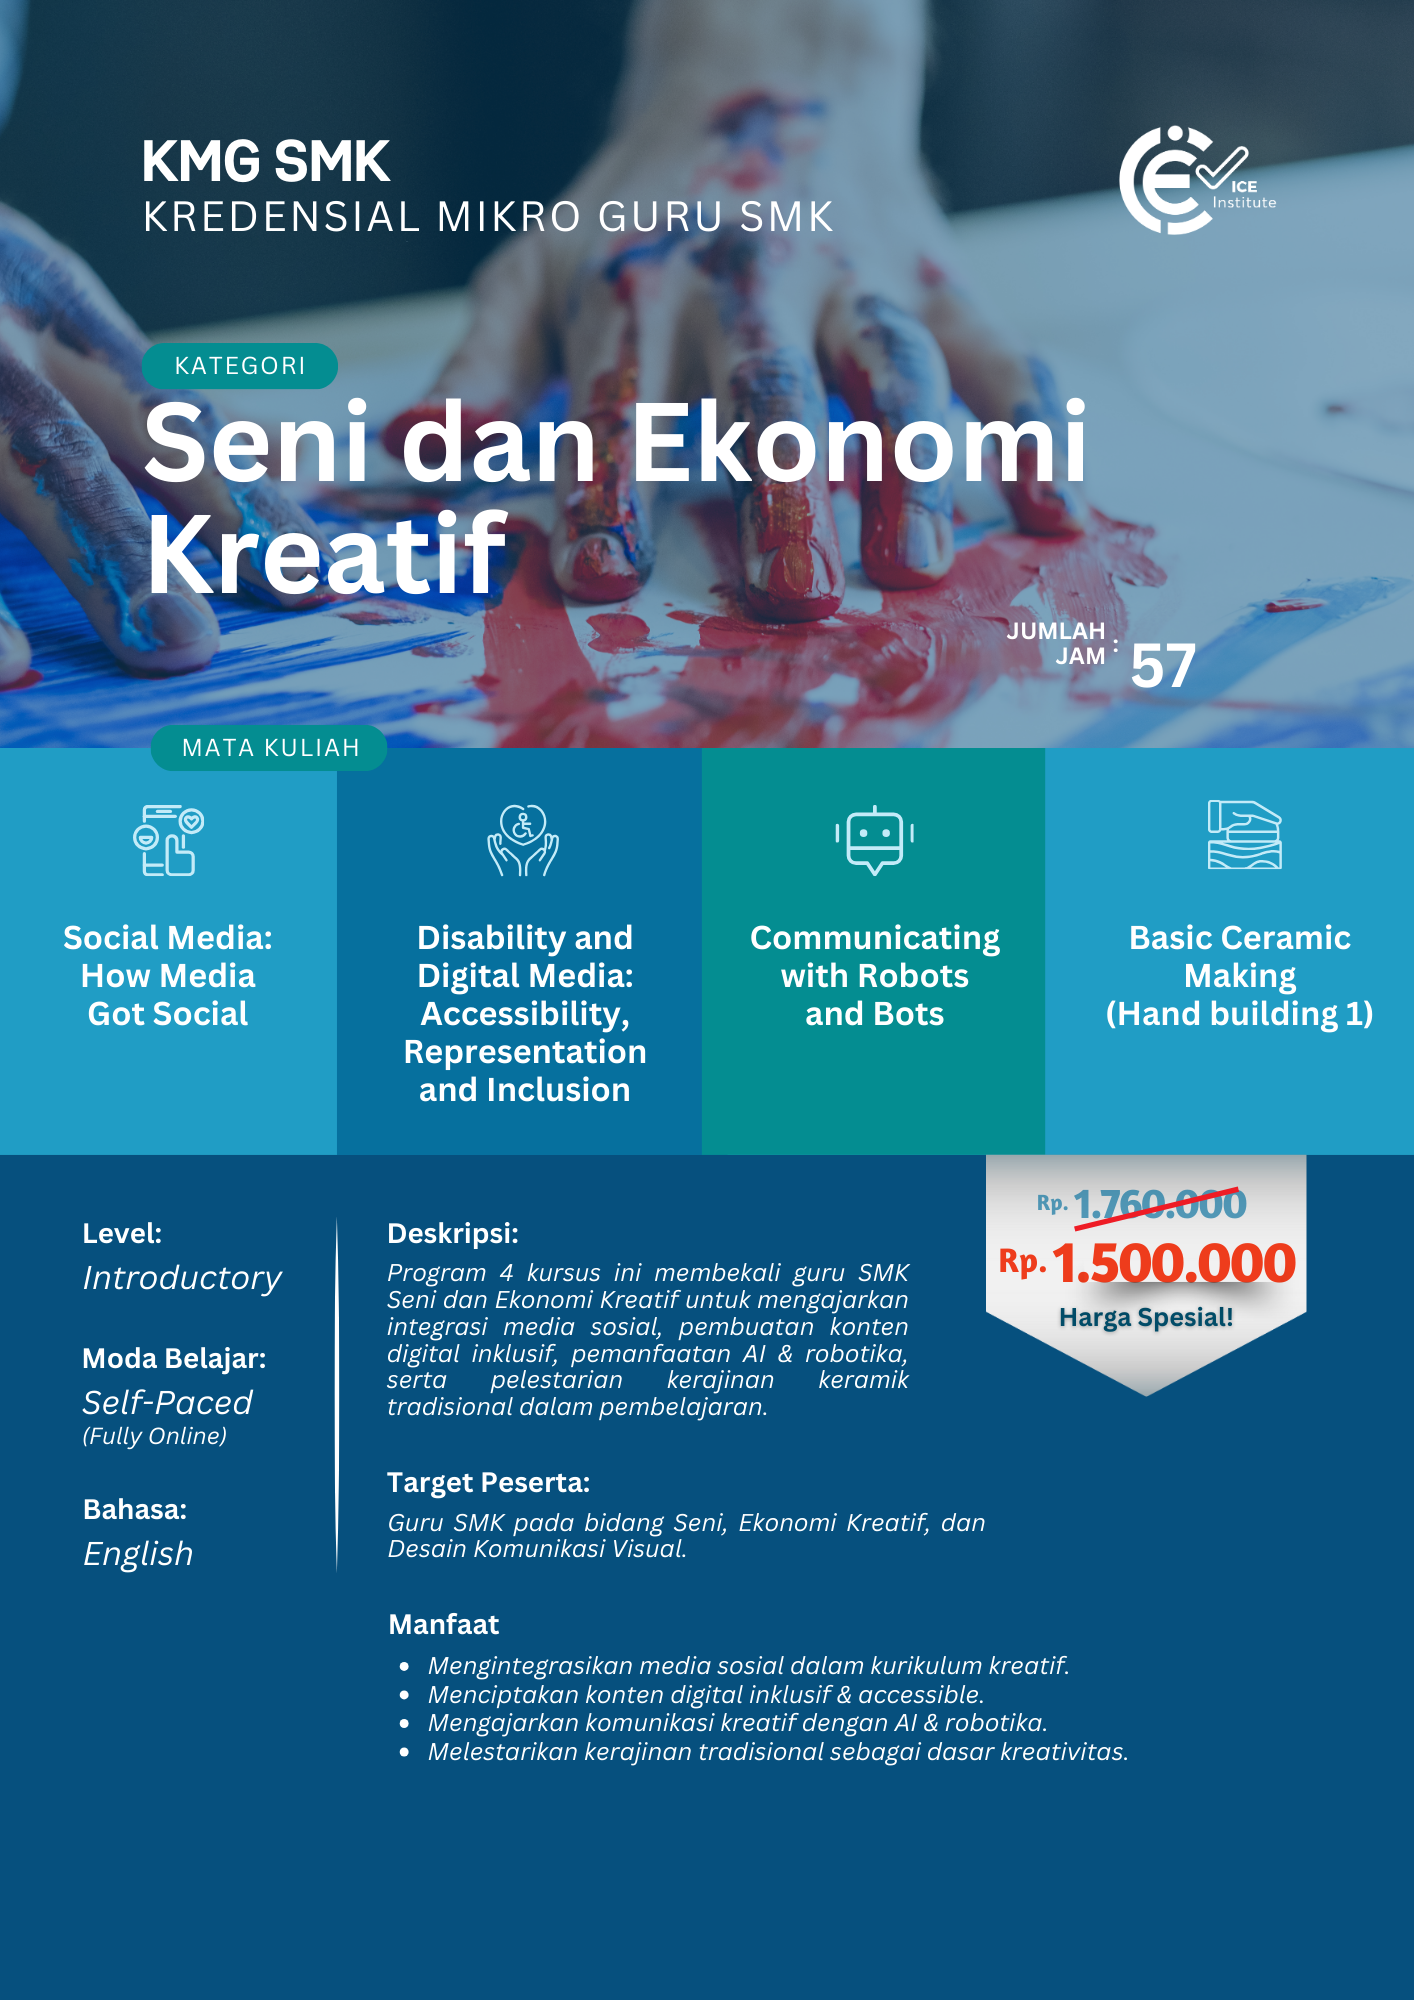 KMG SMK
KREDENSIAL MIKRO GURU SMK
ICE
Institute
KATEGORI
Seni dan Ekonomi
Kreatif
JUMLAH
JAM : 57
MATA KULIAH
Social Media:
How Media
Got Social
Disability and
Digital Media:
Accessibility,
Representation
and Inclusion
Communicating
with Robots
and Bots
Basic Ceramic
Making
(Hand building 1)
Rp. 1.760.000
Rp. 1.500.000
Harga Spesial!
Level:
Introductory
Moda Belajar:
Self-Paced
(Fully Online)
Bahasa:
English
Deskripsi:
Program 4 kursus ini membekali guru SMK
Seni dan Ekonomi Kreatif untuk mengajarkan
integrasi media sosial, pembuatan konten
digital inklusif, pemanfaatan AI & robotika,
serta pelestarian kerajinan keramik
tradisional dalam pembelajaran.
Target Peserta:
Guru SMK pada bidang Seni, Ekonomi Kreatif, dan
Desain Komunikasi Visual.
Manfaat
• Mengintegrasikan media sosial dalam kurikulum kreatif.
• Menciptakan konten digital inklusif & accessible.
• Mengajarkan komunikasi kreatif dengan AI & robotika.
• Melestarikan kerajinan tradisional sebagai dasar kreativitas.